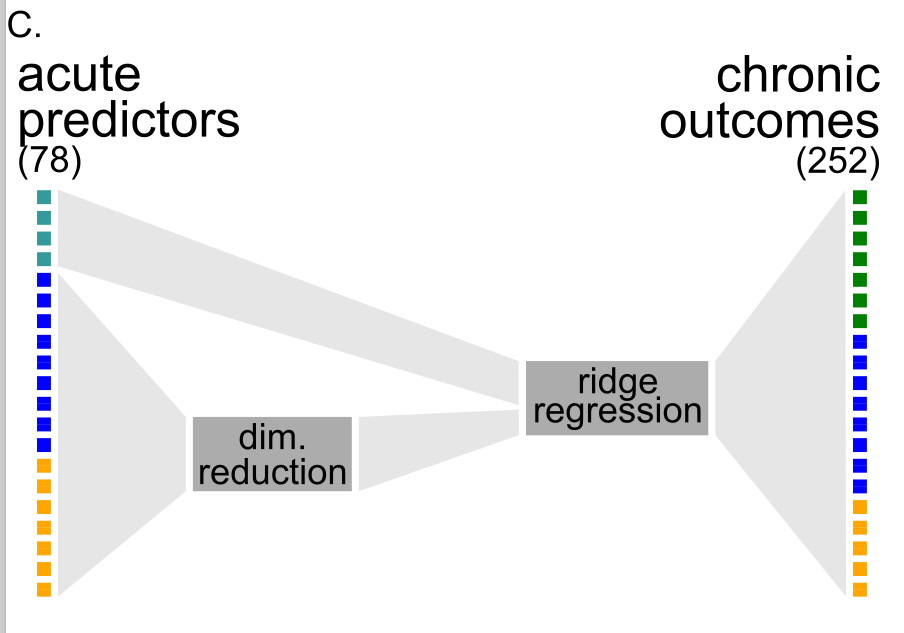 C.
acute
predictors
(78)
chronic
outcomes
(252)
ridge
regression
dim.
reduction